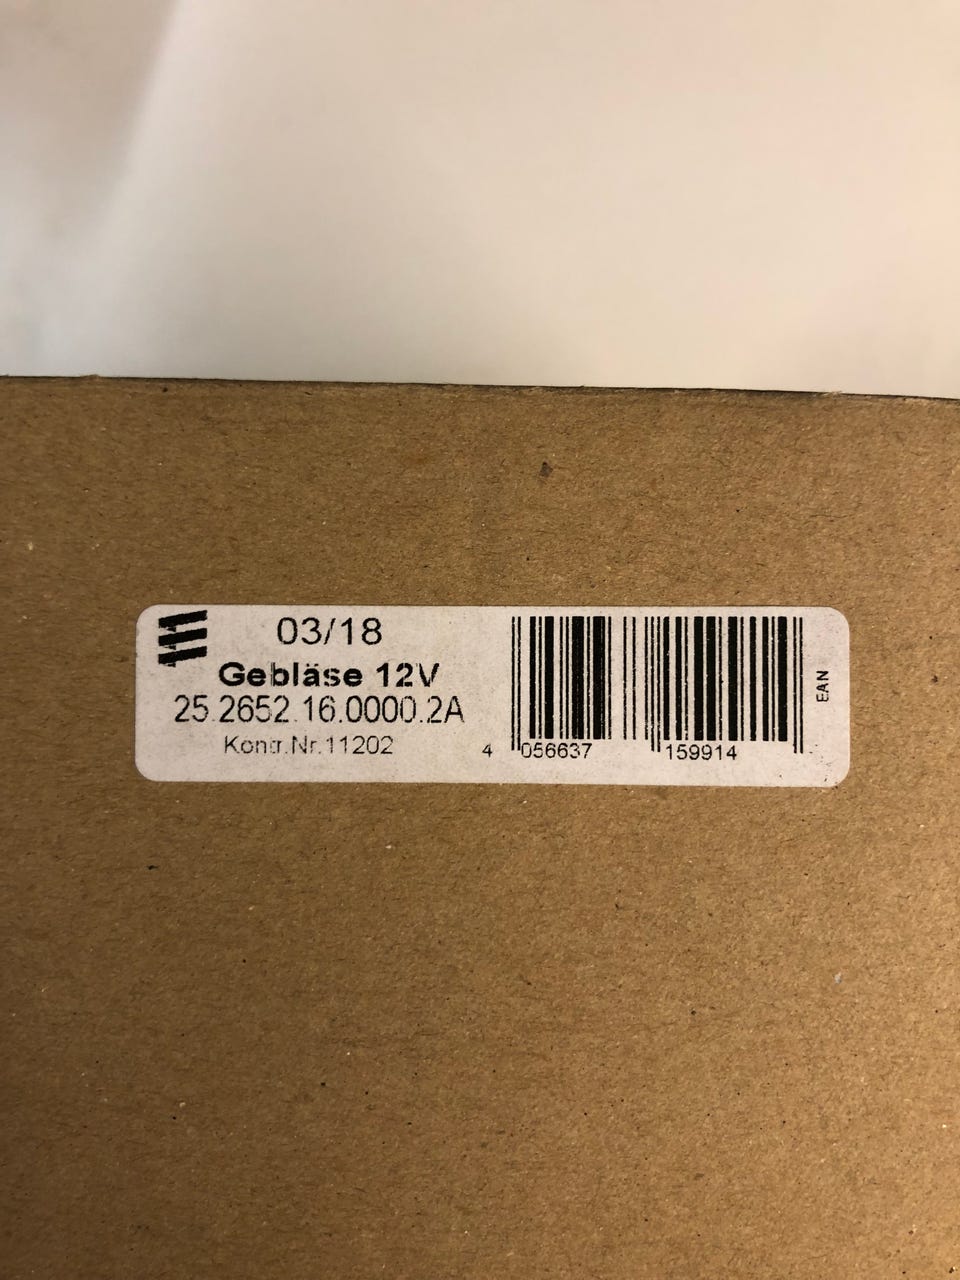 03/18
Gebläse 12V
25.2652.16.0000.2A
Kontr.Nr.11202
4 056637 159914
EAN